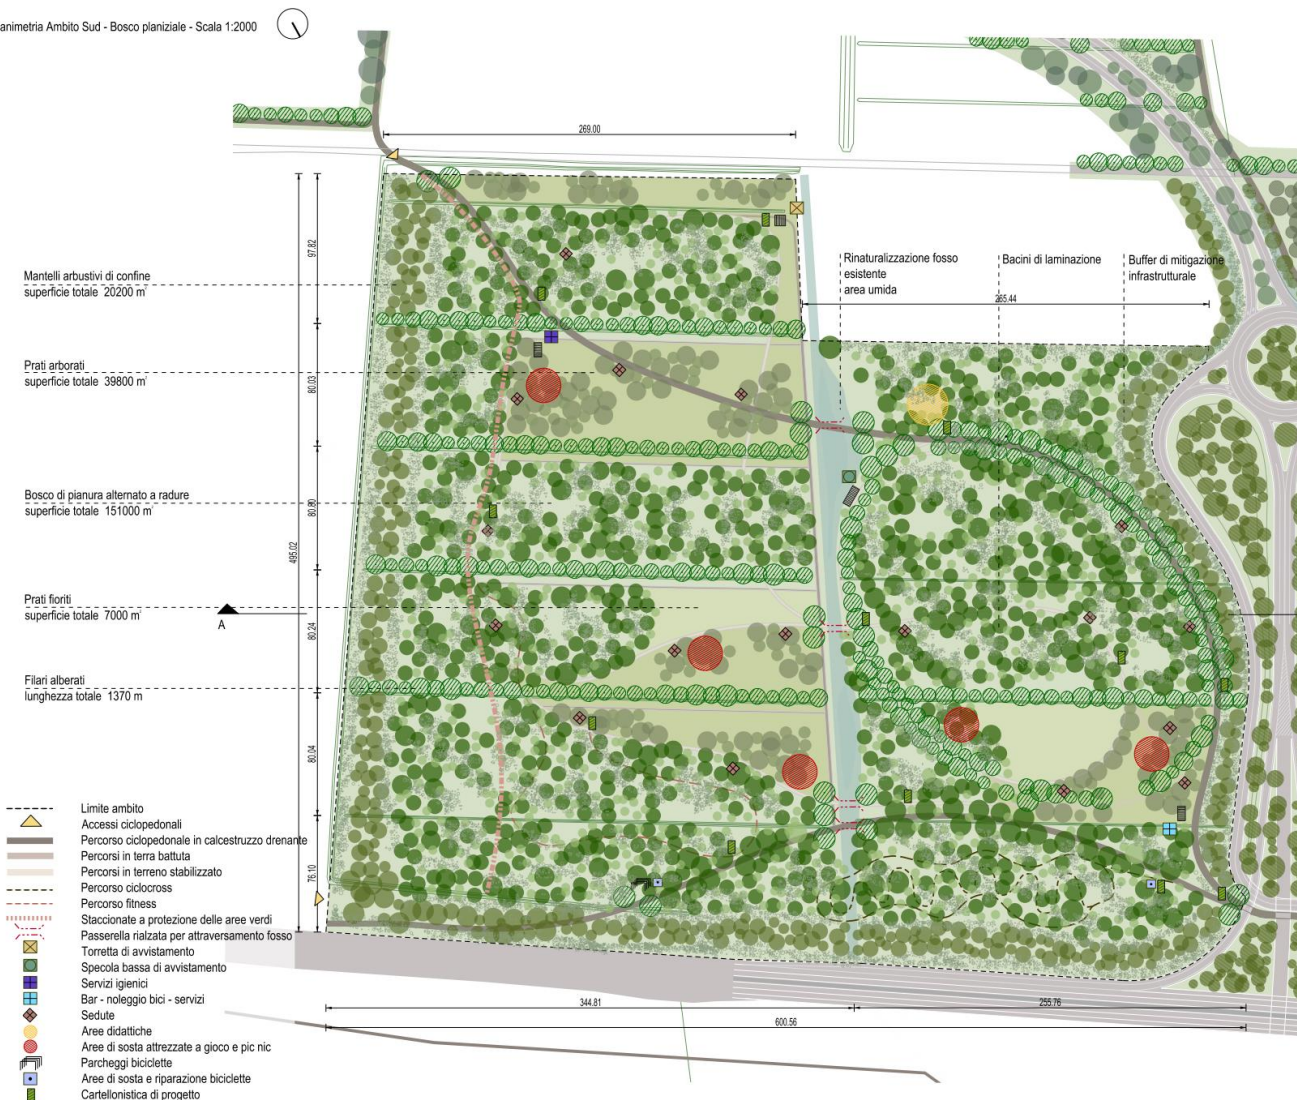 animetria Ambito Sud - Bosco planiziale - Scala 1:2000
269.00
97.82
Mantelli arbustivi di confine
superficie totale 20200 m²
Rinaturalizzazione fosso
esistente
area umida
Bacini di laminazione
Buffer di mitigazione
infrastrutturale
265.44
Prati arborati
superficie totale 39800 m²
80.03
Bosco di pianura alternato a radure
superficie totale 151000 m²
495.02
Prati fioriti
superficie totale 7000 m²
A
80.24
Filari alberati
lunghezza totale 1370 m
80.04
76.10
Limite ambito
Accessi ciclopedonali
Percorso ciclopedonale in calcestruzzo drenante
Percorsi in terra battuta
Percorsi in terreno stabilizzato
Percorso ciclocross
Percorso fitness
Staccionate a protezione delle aree verdi
Passerella rialzata per attraversamento fosso
Torretta di avvistamento
Specola bassa di avvistamento
Servizi igienici
Bar - noleggio bici - servizi
Sedute
Aree didattiche
Aree di sosta attrezzate a gioco e pic nic
Parcheggi biciclette
Aree di sosta e riparazione biciclette
Cartellonistica di progetto
344.81
255.76
600.56